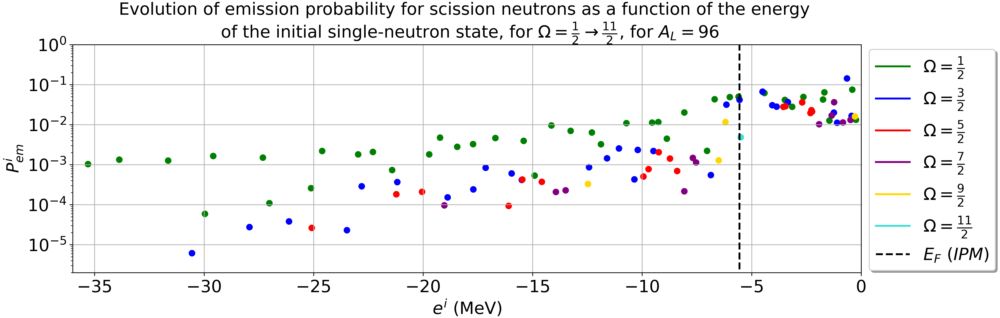 Evolution of emission probability for scission neutrons as a function of the energy
of the initial single-neutron state, for Ω = 1/2 → 11/2, for A_L = 96
10^0
10^−1
10^−2
10^−3
10^−4
10^−5
P^i_em
−35 −30 −25 −20 −15 −10 −5 0
e^i (MeV)
Ω = 1/2
Ω = 3/2
Ω = 5/2
Ω = 7/2
Ω = 9/2
Ω = 11/2
E_F (IPM)